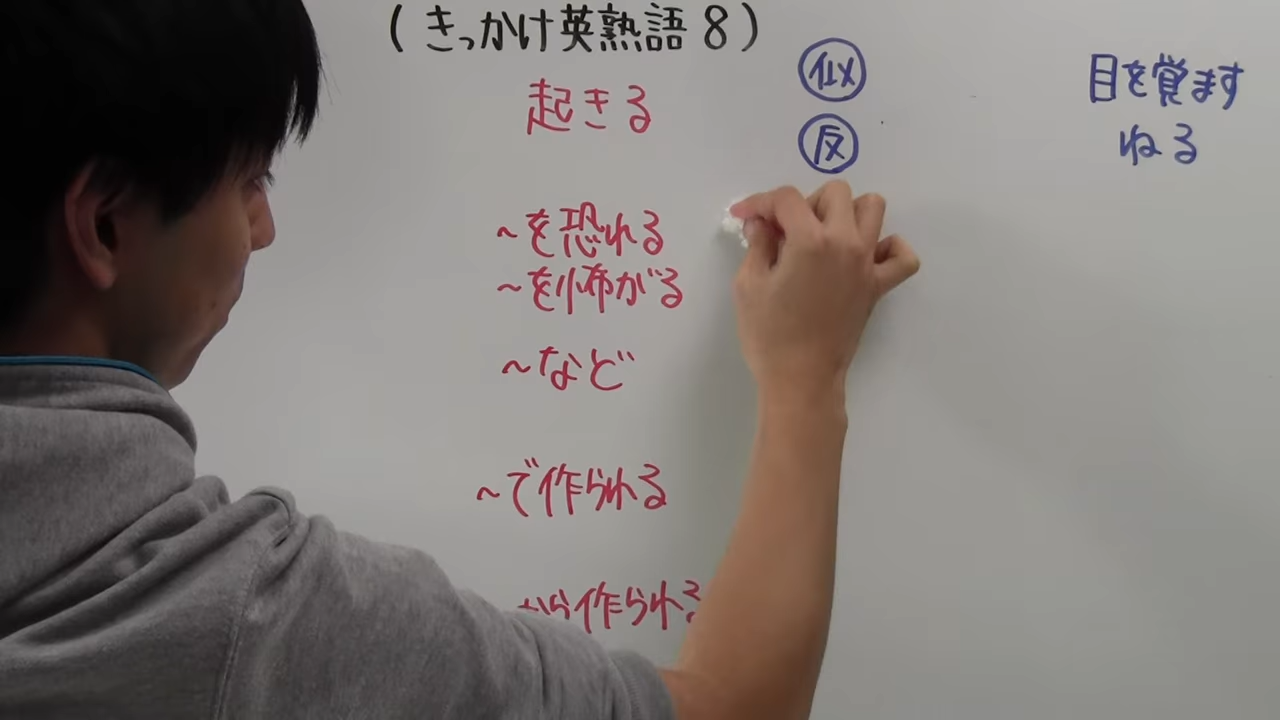 (きっかけ英熟語8)
起きる
似
目を覚ます
反
ねる
~を恐れる
~を怖がる
~など
~で作られる
から作られる